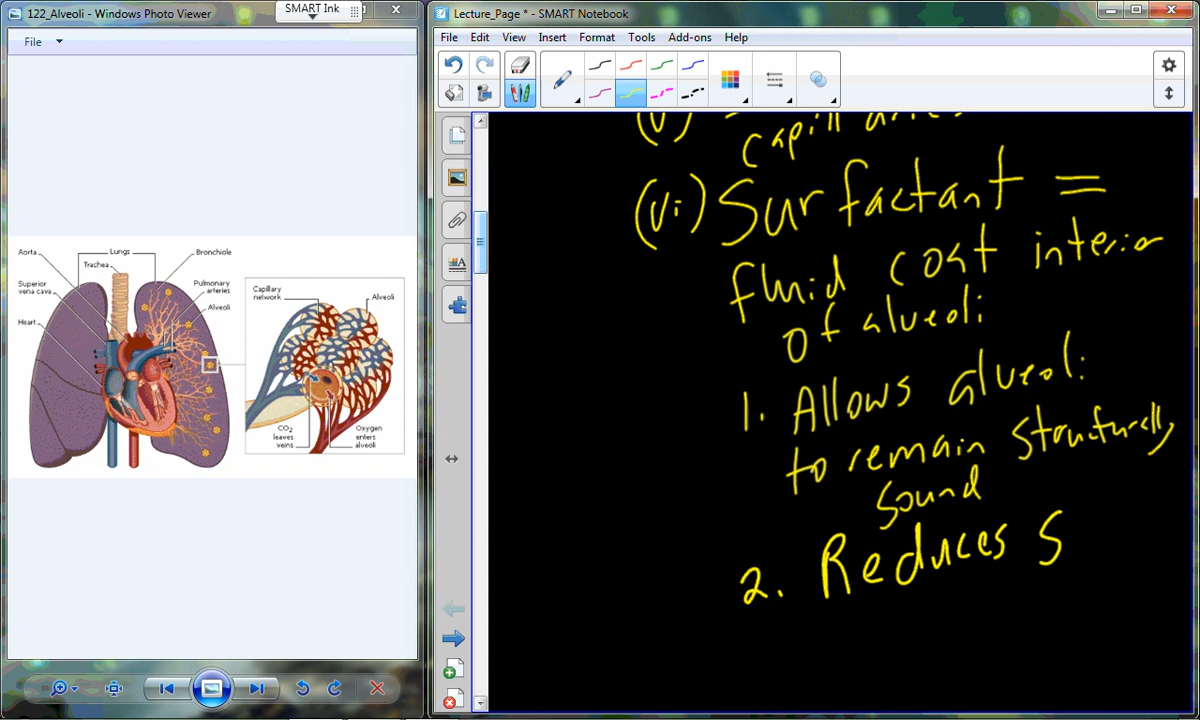 122_Alveoli - Windows Photo Viewer
SMART Ink
File
Aorta
Lungs
Bronchiole
Trachea
Superior
vena cava
Pulmonary
arteries
Alveoli
Heart
Capillary
network
Alveoli
CO2
leaves
veins
Oxygen
enters
alveoli
Lecture_Page * - SMART Notebook
File Edit View Insert Format Tools Add-ons Help
(v)
(vi) Surfactant =
fluid coat interior
of alveoli
1. Allows alveoli
to remain structurally
sound
2. Reduces s